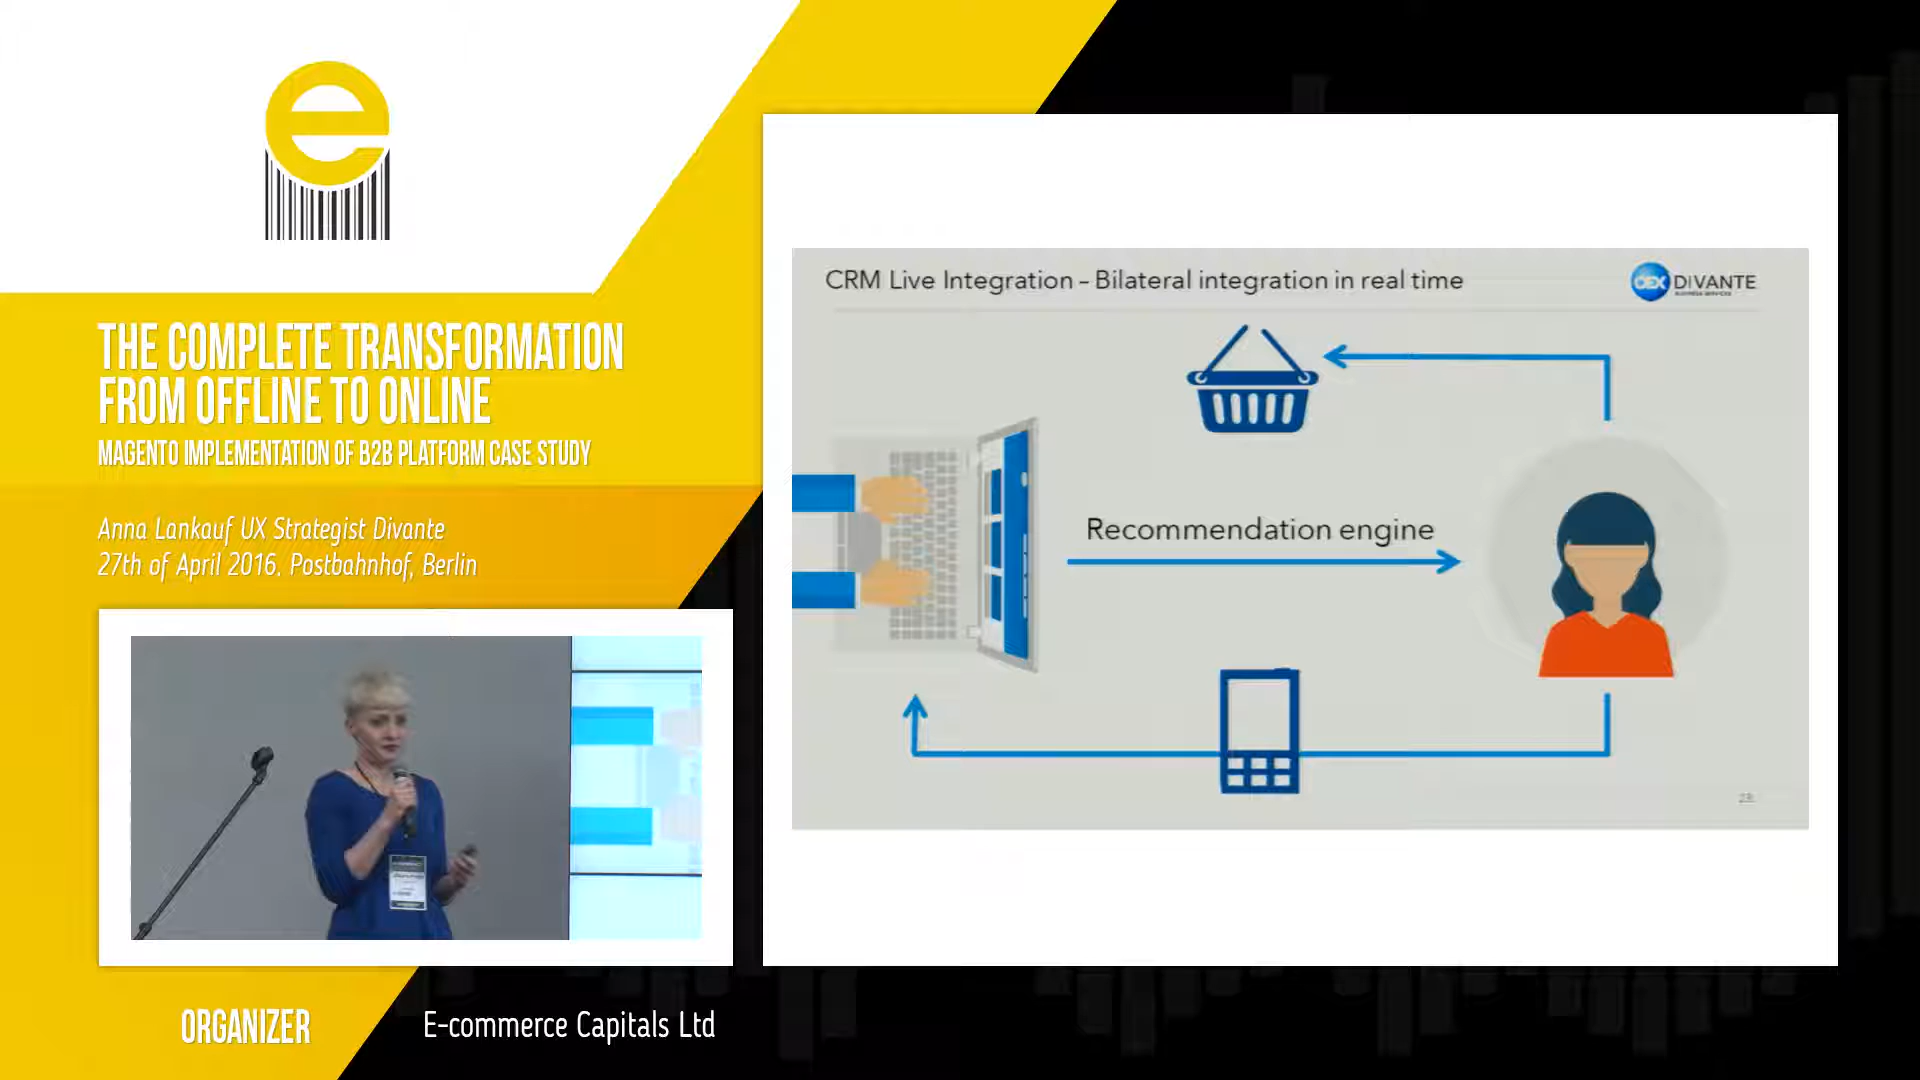 e
THE COMPLETE TRANSFORMATION
FROM OFFLINE TO ONLINE
MAGENTO IMPLEMENTATION OF B2B PLATFORM CASE STUDY
Anna Lankauf UX Strategist Divante
27th of April 2016, Postbahnhof, Berlin
ORGANIZER
E-commerce Capitals Ltd
CRM Live Integration – Bilateral integration in real time
OEX DIVANTE
Recommendation engine